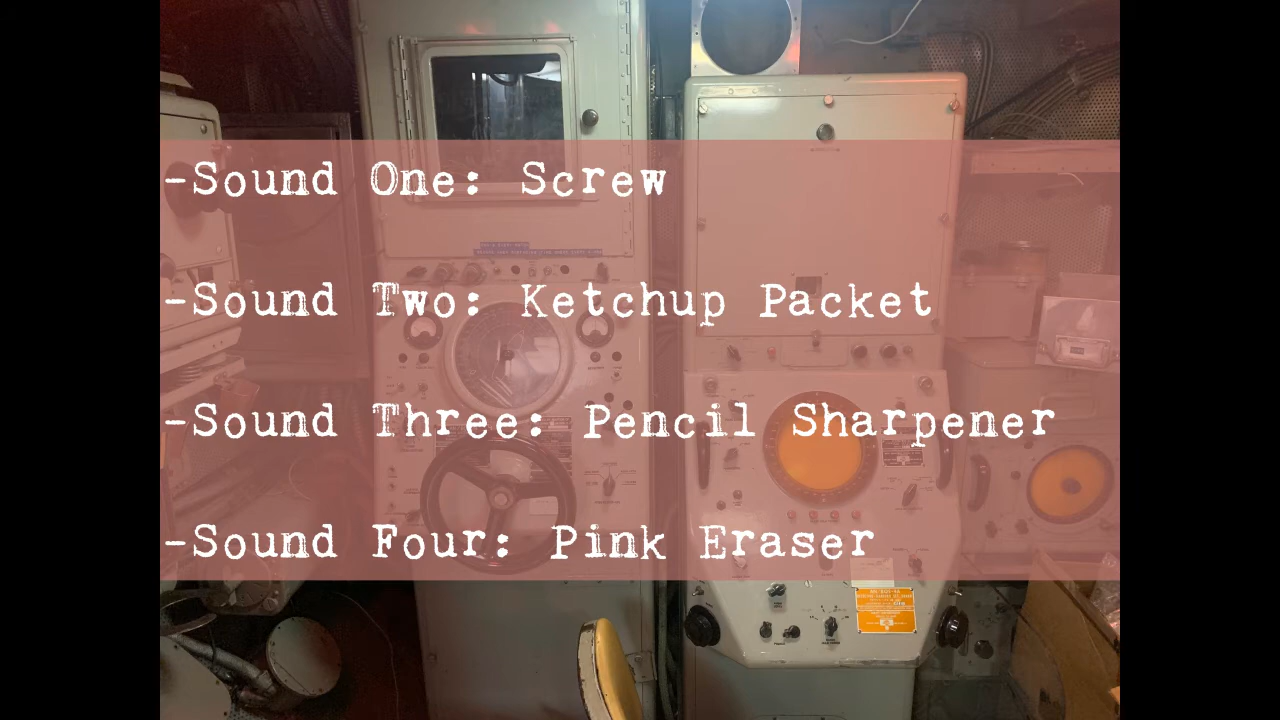 -Sound One: Screw
-Sound Two: Ketchup Packet
-Sound Three: Pencil Sharpener
-Sound Four: Pink Eraser